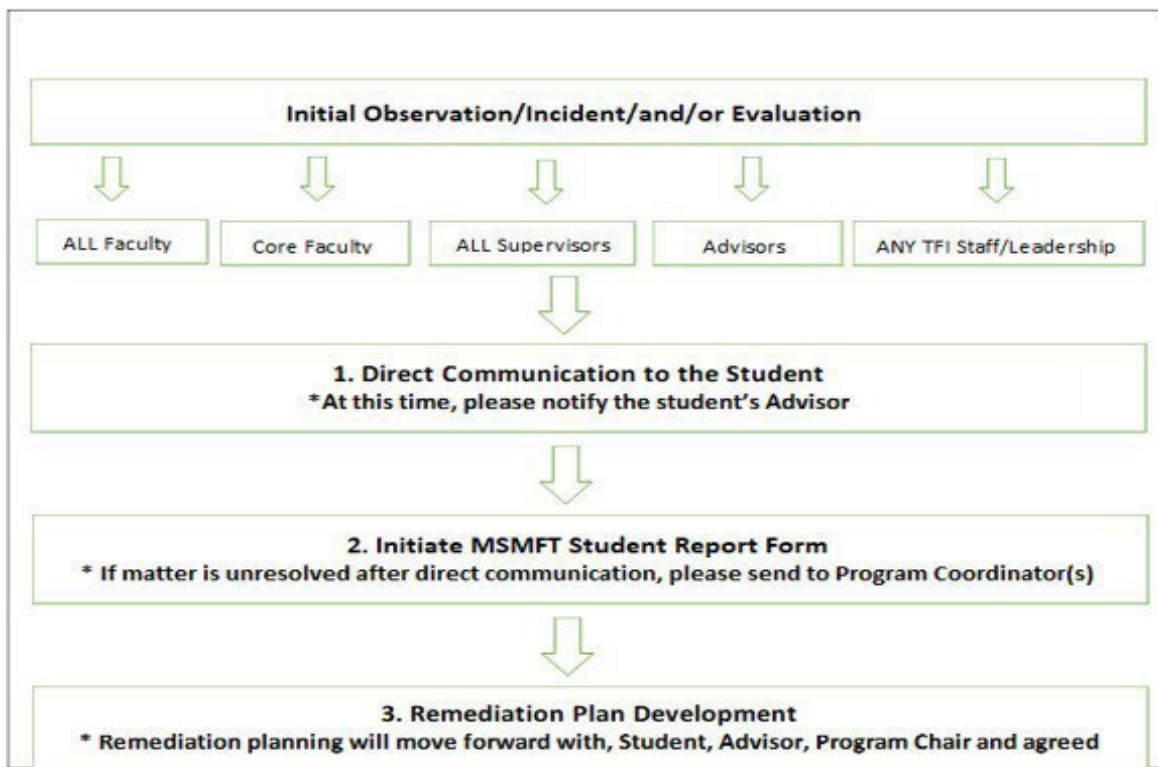 Initial Observation/Incident/and/or Evaluation
ALL Faculty
Core Faculty
ALL Supervisors
Advisors
ANY TFI Staff/Leadership
1. Direct Communication to the Student
*At this time, please notify the student's Advisor
2. Initiate MSMFT Student Report Form
* If matter is unresolved after direct communication, please send to Program Coordinator(s)
3. Remediation Plan Development
* Remediation planning will move forward with, Student, Advisor, Program Chair and agreed